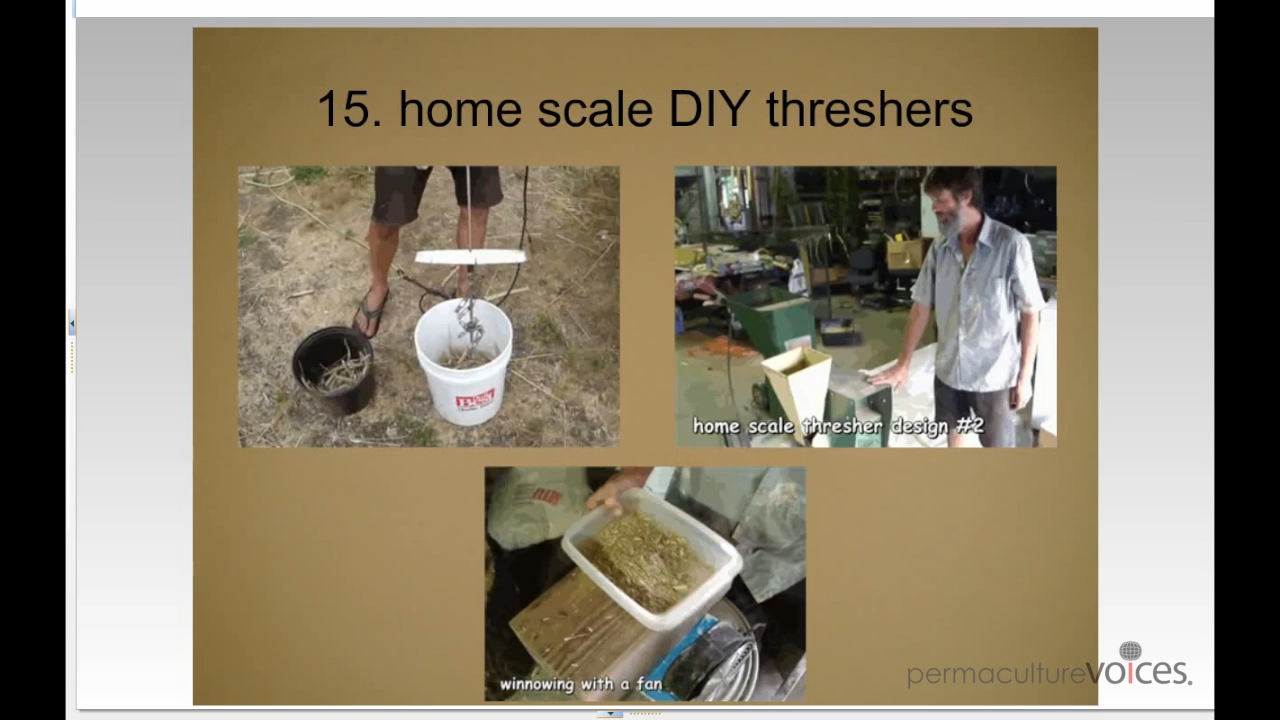 15. home scale DIY threshers
home scale thresher design #2
winnowing with a fan
permaculturevoices.